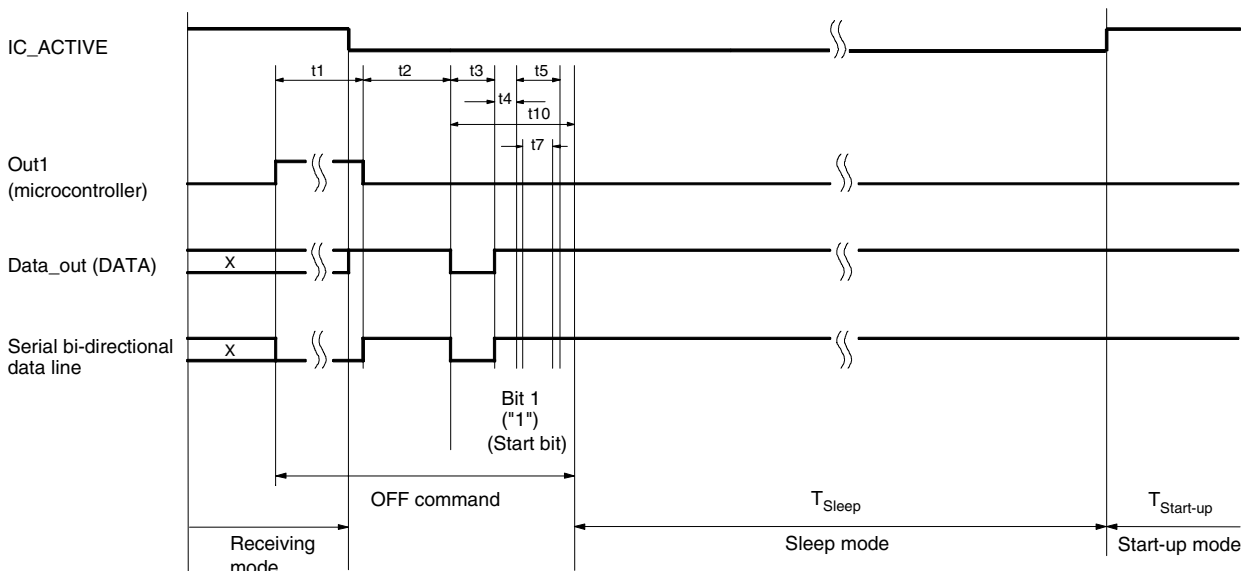 IC_ACTIVE
t1
t2
t3
t5
t4
t10
t7
Out1
(microcontroller)
Data_out (DATA)
X
Serial bi-directional
data line
X
Bit 1
("1")
(Start bit)
OFF command
TSleep
TStart-up
Receiving
mode
Sleep mode
Start-up mode